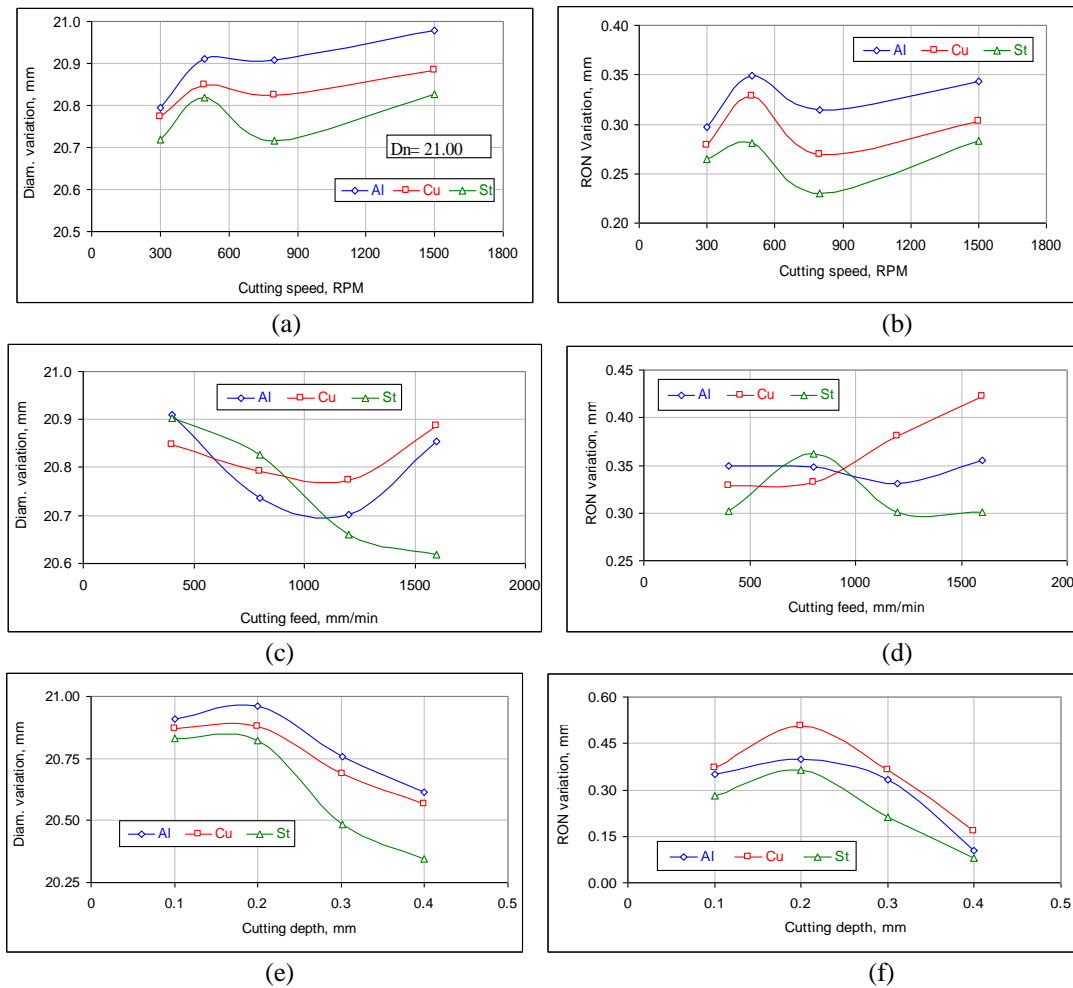 21.0
20.9
20.8
20.7
20.6
20.5
Diam. variation, mm
Dn= 21.00
Al Cu St
0 300 600 900 1200 1500 1800
Cutting speed, RPM
(a)
0.40
0.35
0.30
0.25
0.20
RON Variation, mm
Al Cu St
0 300 600 900 1200 1500 1800
Cutting speed, RPM
(b)
21.0
20.9
20.8
20.7
20.6
Diam. variation, mm
Al Cu St
0 500 1000 1500 2000
Cutting feed, mm/min
(c)
0.45
0.40
0.35
0.30
0.25
RON variation, mm
Al Cu St
0 500 1000 1500 200
Cutting feed, mm/min
(d)
21.00
20.75
20.50
20.25
Diam. variation, mm
Al Cu St
0 0.1 0.2 0.3 0.4 0.5
Cutting depth, mm
(e)
0.60
0.45
0.30
0.15
0.00
RON variation, mm
Al Cu St
0 0.1 0.2 0.3 0.4 0.5
Cutting depth, mm
(f)